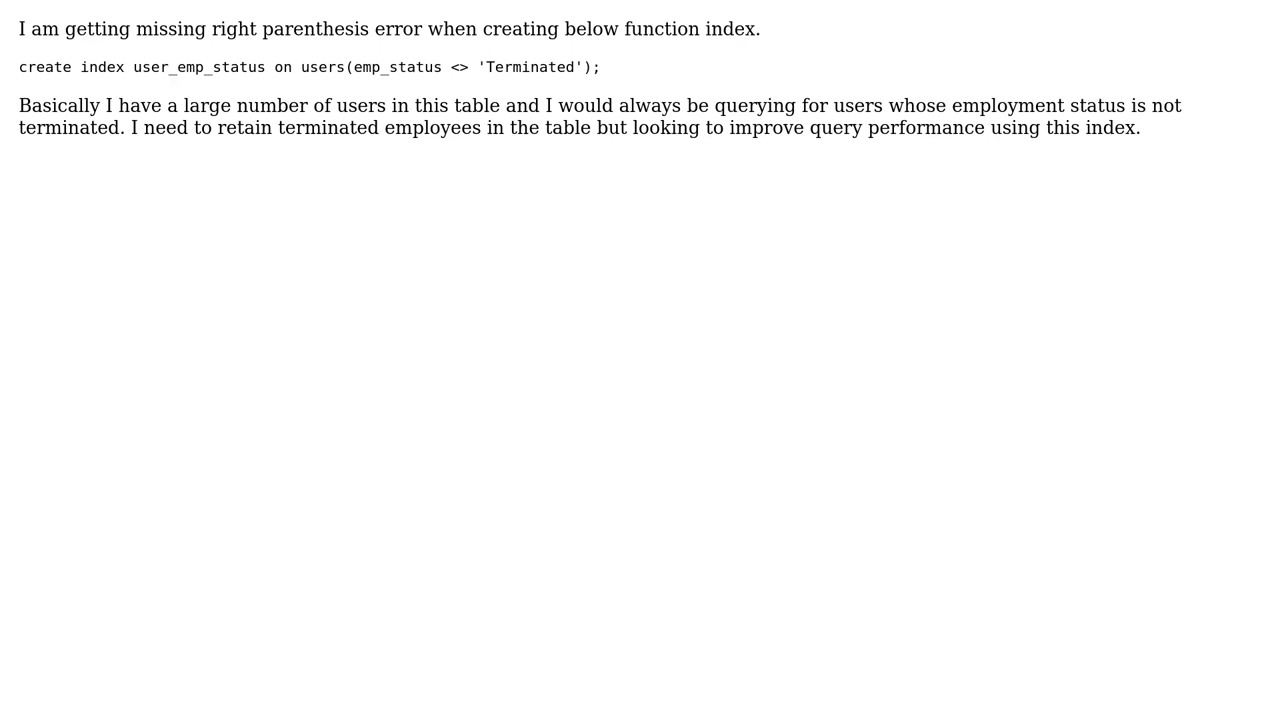 I am getting missing right parenthesis error when creating below function index.
create index user_emp_status on users(emp_status <> 'Terminated');
Basically I have a large number of users in this table and I would always be querying for users whose employment status is not
terminated. I need to retain terminated employees in the table but looking to improve query performance using this index.